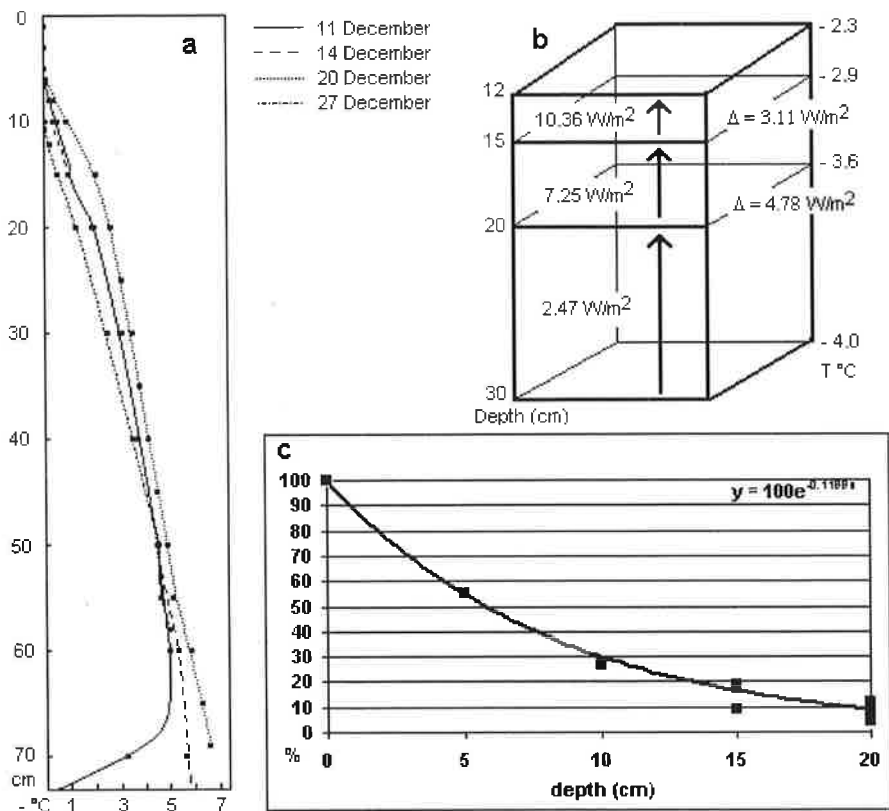 a
0
10
20
30
40
50
60
70
cm
- °C 1 3 5 7
11 December
14 December
20 December
27 December
b
- 2.3
- 2.9
- 3.6
- 4.0
T °C
12
15
20
30
Depth (cm)
10.36 W/m²
Δ = 3.11 W/m²
7.25 W/m²
Δ = 4.78 W/m²
2.47 W/m²
c
100
90
80
70
60
50
40
30
20
10
0
%
0 5 10 15 20
depth (cm)